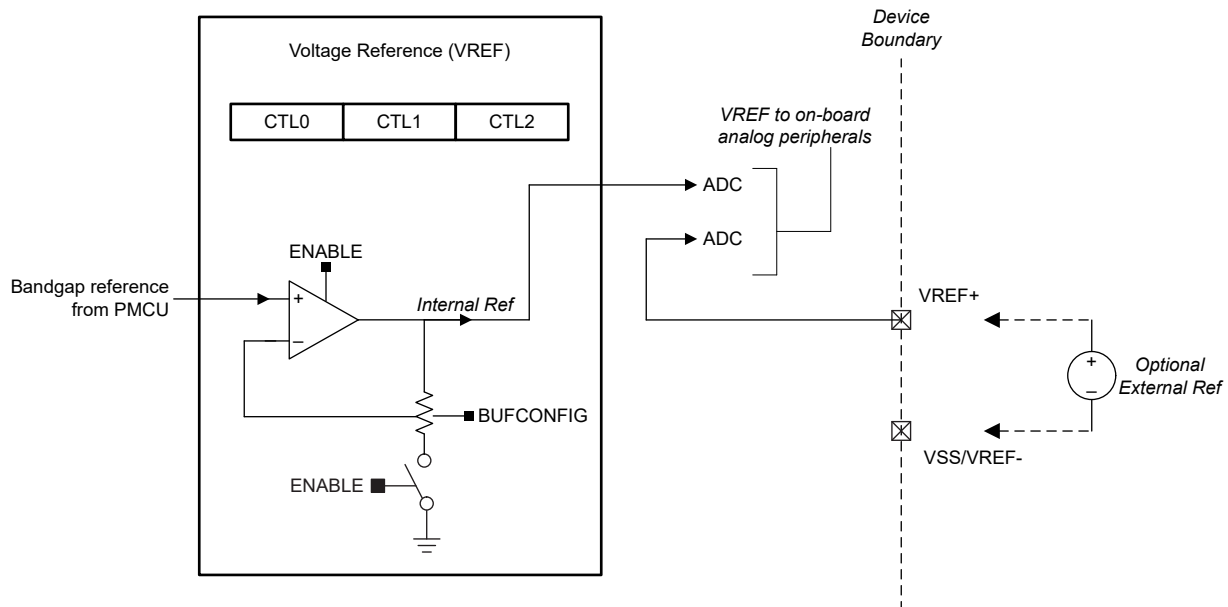 Device
Boundary
Voltage Reference (VREF)
CTL0 CTL1 CTL2
VREF to on-board
analog peripherals
ADC
ADC
ENABLE
Bandgap reference
from PMCU
+
−
Internal Ref
VREF+
+
−
Optional
External Ref
BUFCONFIG
VSS/VREF-
ENABLE